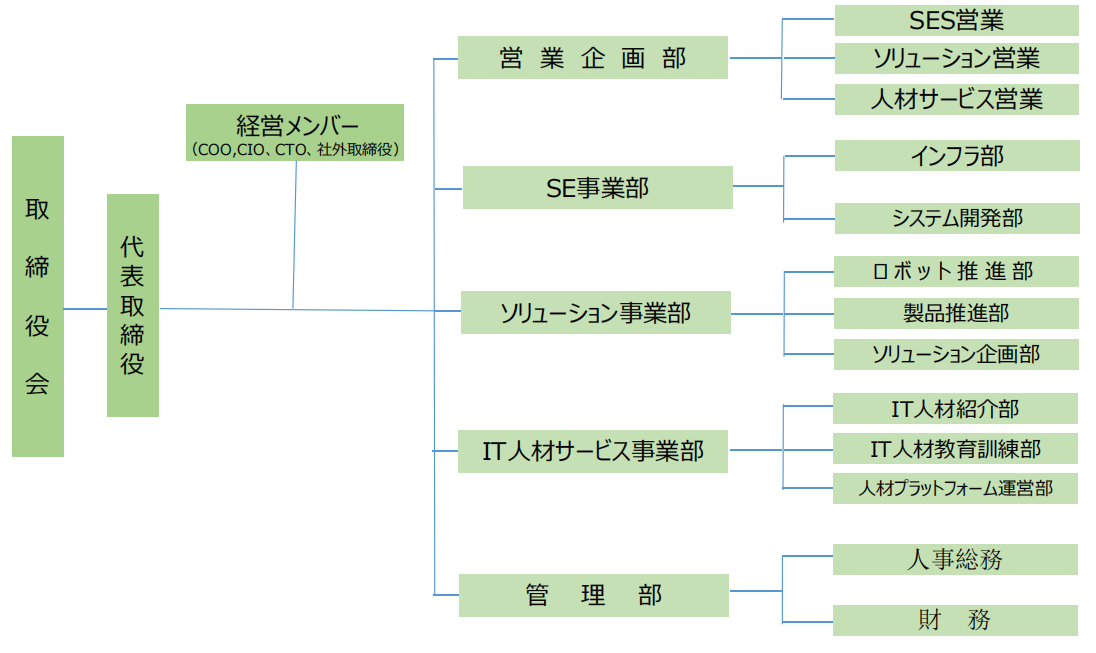 取締役会
代表取締役
経営メンバー
（COO,CIO、CTO、社外取締役）
営業企画部
SES営業
ソリューション営業
人材サービス営業
SE事業部
インフラ部
システム開発部
ソリューション事業部
ロボット推進部
製品推進部
ソリューション企画部
IT人材サービス事業部
IT人材紹介部
IT人材教育訓練部
人材プラットフォーム運営部
管理部
人事総務
財務